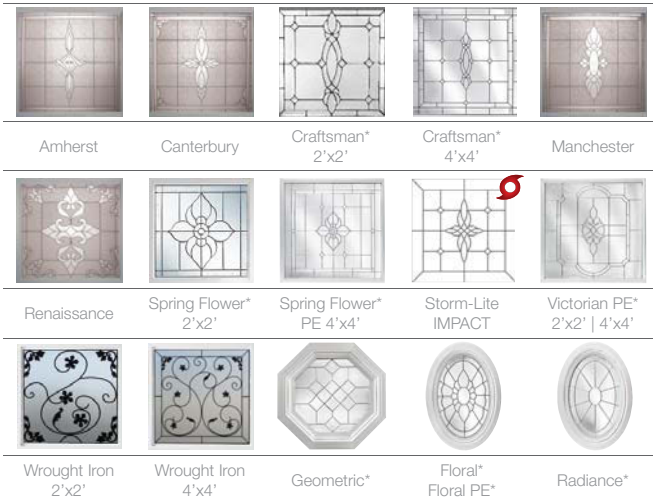 Amherst
Canterbury
Craftsman*
2'x2'
Craftsman*
4'x4'
Manchester
Renaissance
Spring Flower*
2'x2'
Spring Flower*
PE 4'x4'
Storm-Lite
IMPACT
Victorian PE*
2'x2' | 4'x4'
Wrought Iron
2'x2'
Wrought Iron
4'x4'
Geometric*
Floral*
Floral PE*
Radiance*